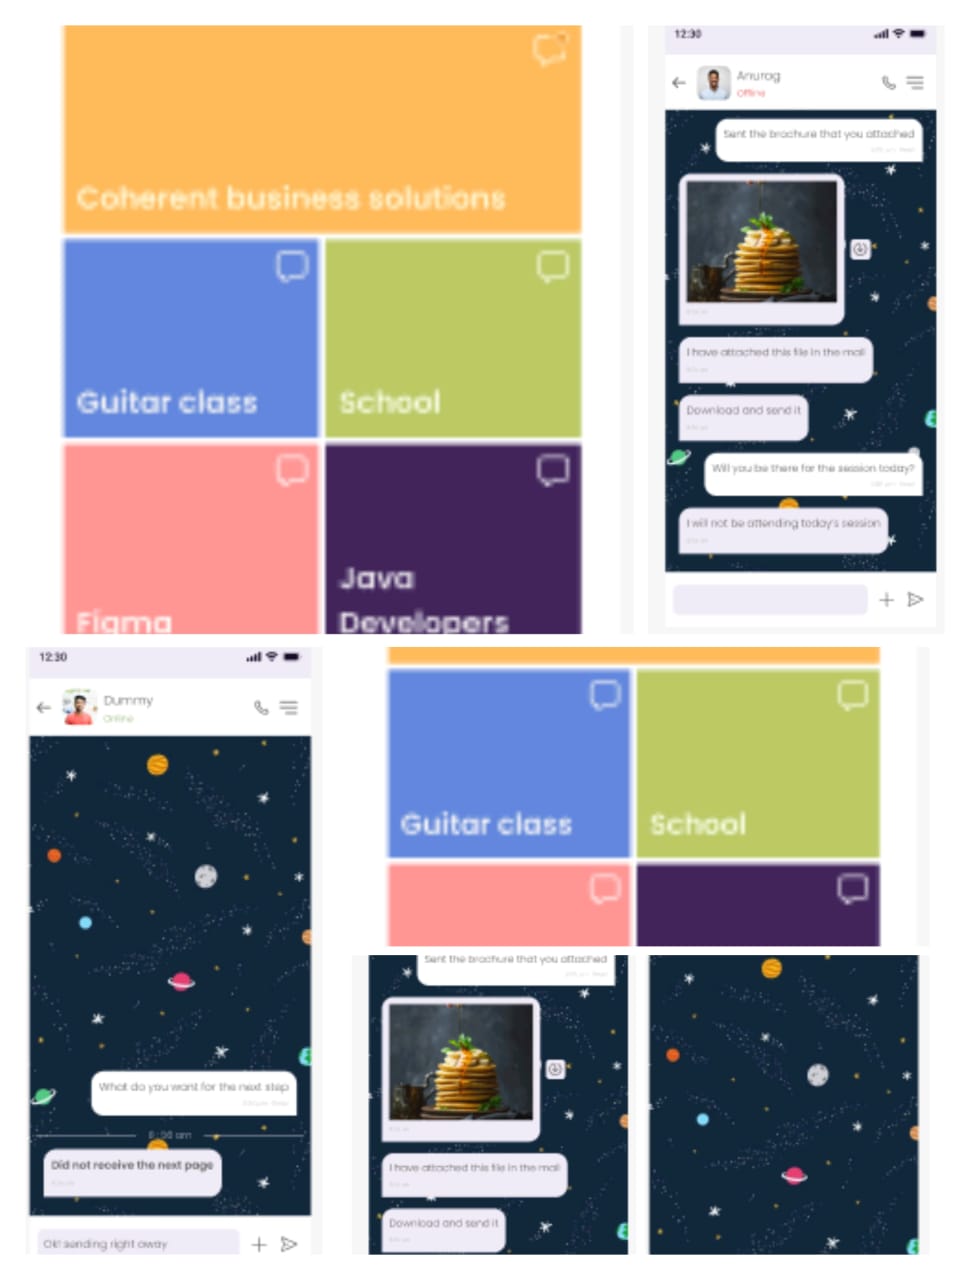 Coherent business solutions
Guitar class
School
Figma
Java
Developers
12:30
Anurag
Offline
Sent the brochure that you attached
I have attached this file in the mail
Download and send it
Will you be there for the session today?
I will not be attending today's session
12:30
Dummy
Online
What do you want for the next step
am
Did not receive the next page
Ok! sending right away
Guitar class
School
Sent the brochure that you attached
I have attached this file in the mail
Download and send it